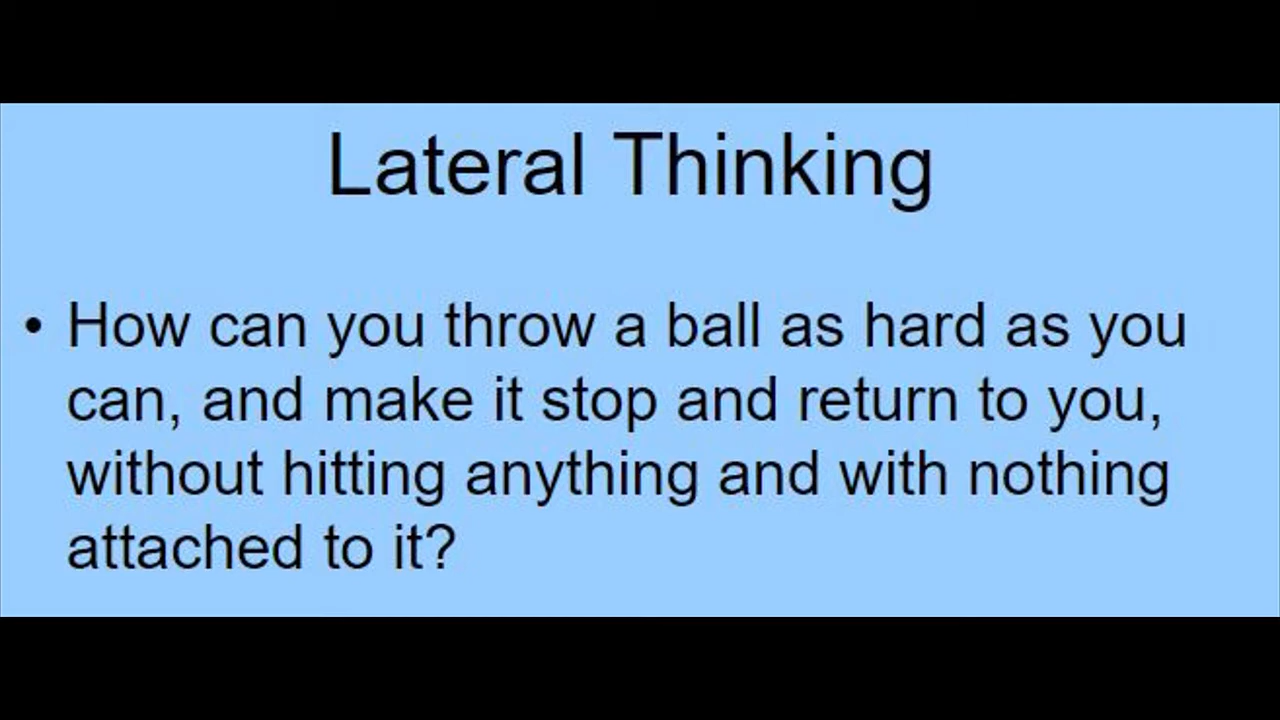 Lateral Thinking
• How can you throw a ball as hard as you
can, and make it stop and return to you,
without hitting anything and with nothing
attached to it?